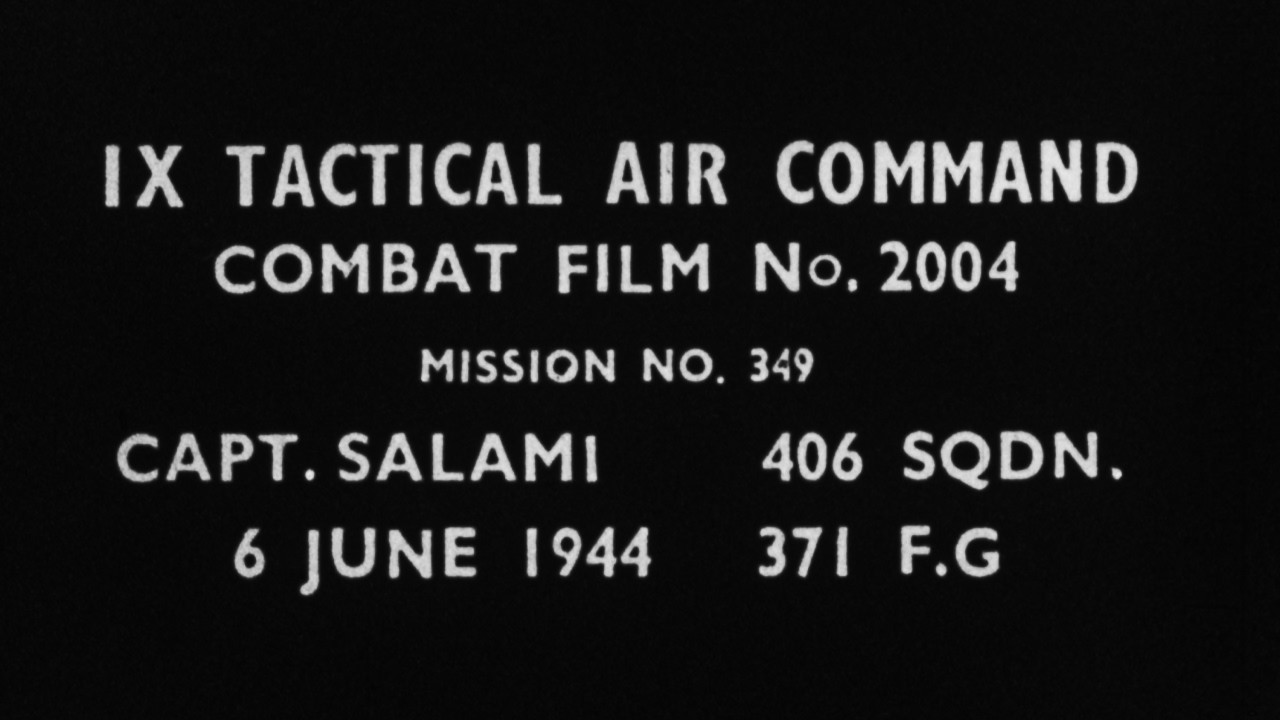 IX TACTICAL AIR COMMAND
COMBAT FILM No. 2004
MISSION NO. 349
CAPT. SALAMI 406 SQDN.
6 JUNE 1944 371 F.G